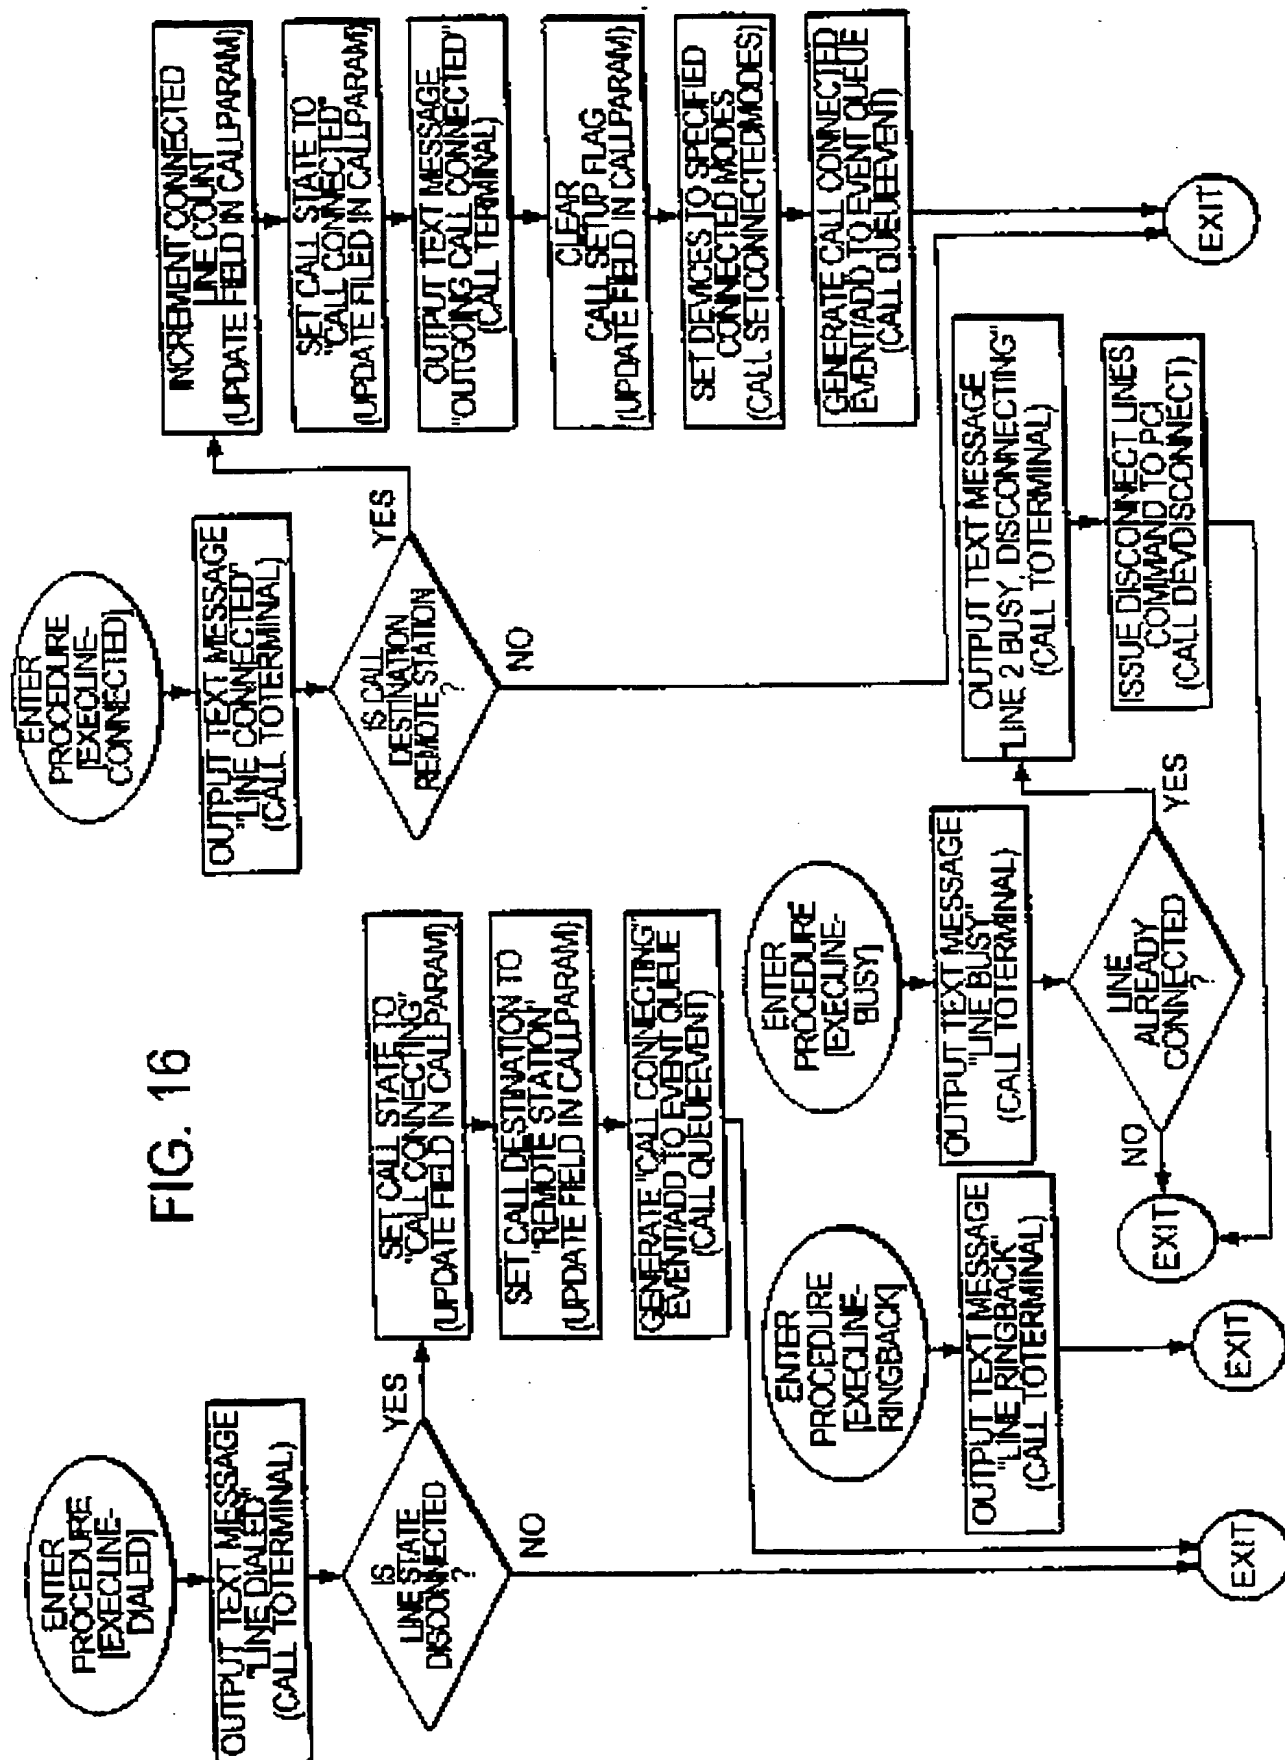 FIG. 16
ENTER
PROCEDURE
[EXECLINE-
DIALED]
OUTPUT TEXT MESSAGE
"LINE DIALED"
(CALL TOTERMINAL)
IS
LINE STATE
DISCONNECTED
?
YES
NO
SET CALL STATE TO
"CALL CONNECTING"
(UPDATE FIELD IN CALLPARAM)
SET CALL DESTINATION TO
"REMOTE STATION"
(UPDATE FIELD IN CALLPARAM)
GENERATE "CALL CONNECTING"
EVENT/ADD TO EVENT QUEUE
(CALL QUEUEEVENT)
EXIT
ENTER
PROCEDURE
[EXECLINE-
RINGBACK]
OUTPUT TEXT MESSAGE
"LINE RINGBACK"
(CALL TOTERMINAL)
EXIT
ENTER
PROCEDURE
[EXECLINE-
BUSY]
OUTPUT TEXT MESSAGE
"LINE BUSY"
(CALL TOTERMINAL)
LINE
ALREADY
CONNECTED
?
NO
YES
EXIT
OUTPUT TEXT MESSAGE
"LINE 2 BUSY, DISCONNECTING"
(CALL TOTERMINAL)
ISSUE DISCONNECT LINES
COMMAND TO PCI
(CALL DEVDISCONNECT)
ENTER
PROCEDURE
[EXECLINE-
CONNECTED]
OUTPUT TEXT MESSAGE
"LINE CONNECTED"
(CALL TOTERMINAL)
IS CALL
DESTINATION
REMOTE STATION
?
YES
NO
INCREMENT CONNECTED
LINE COUNT
(UPDATE FIELD IN CALLPARAM)
SET CALL STATE TO
"CALL CONNECTED"
(UPDATE FILED IN CALLPARAM)
OUTPUT TEXT MESSAGE
"OUTGOING CALL CONNECTED"
(CALL TERMINAL)
CLEAR
CALL SETUP FLAG
(UPDATE FIELD IN CALLPARAM)
SET DEVICES TO SPECIFIED
CONNECTED MODES
(CALL SETCONNECTEDMODES)
GENERATE CALL CONNECTED
EVENT/ADD TO EVENT QUEUE
(CALL QUEUEEVENT)
EXIT